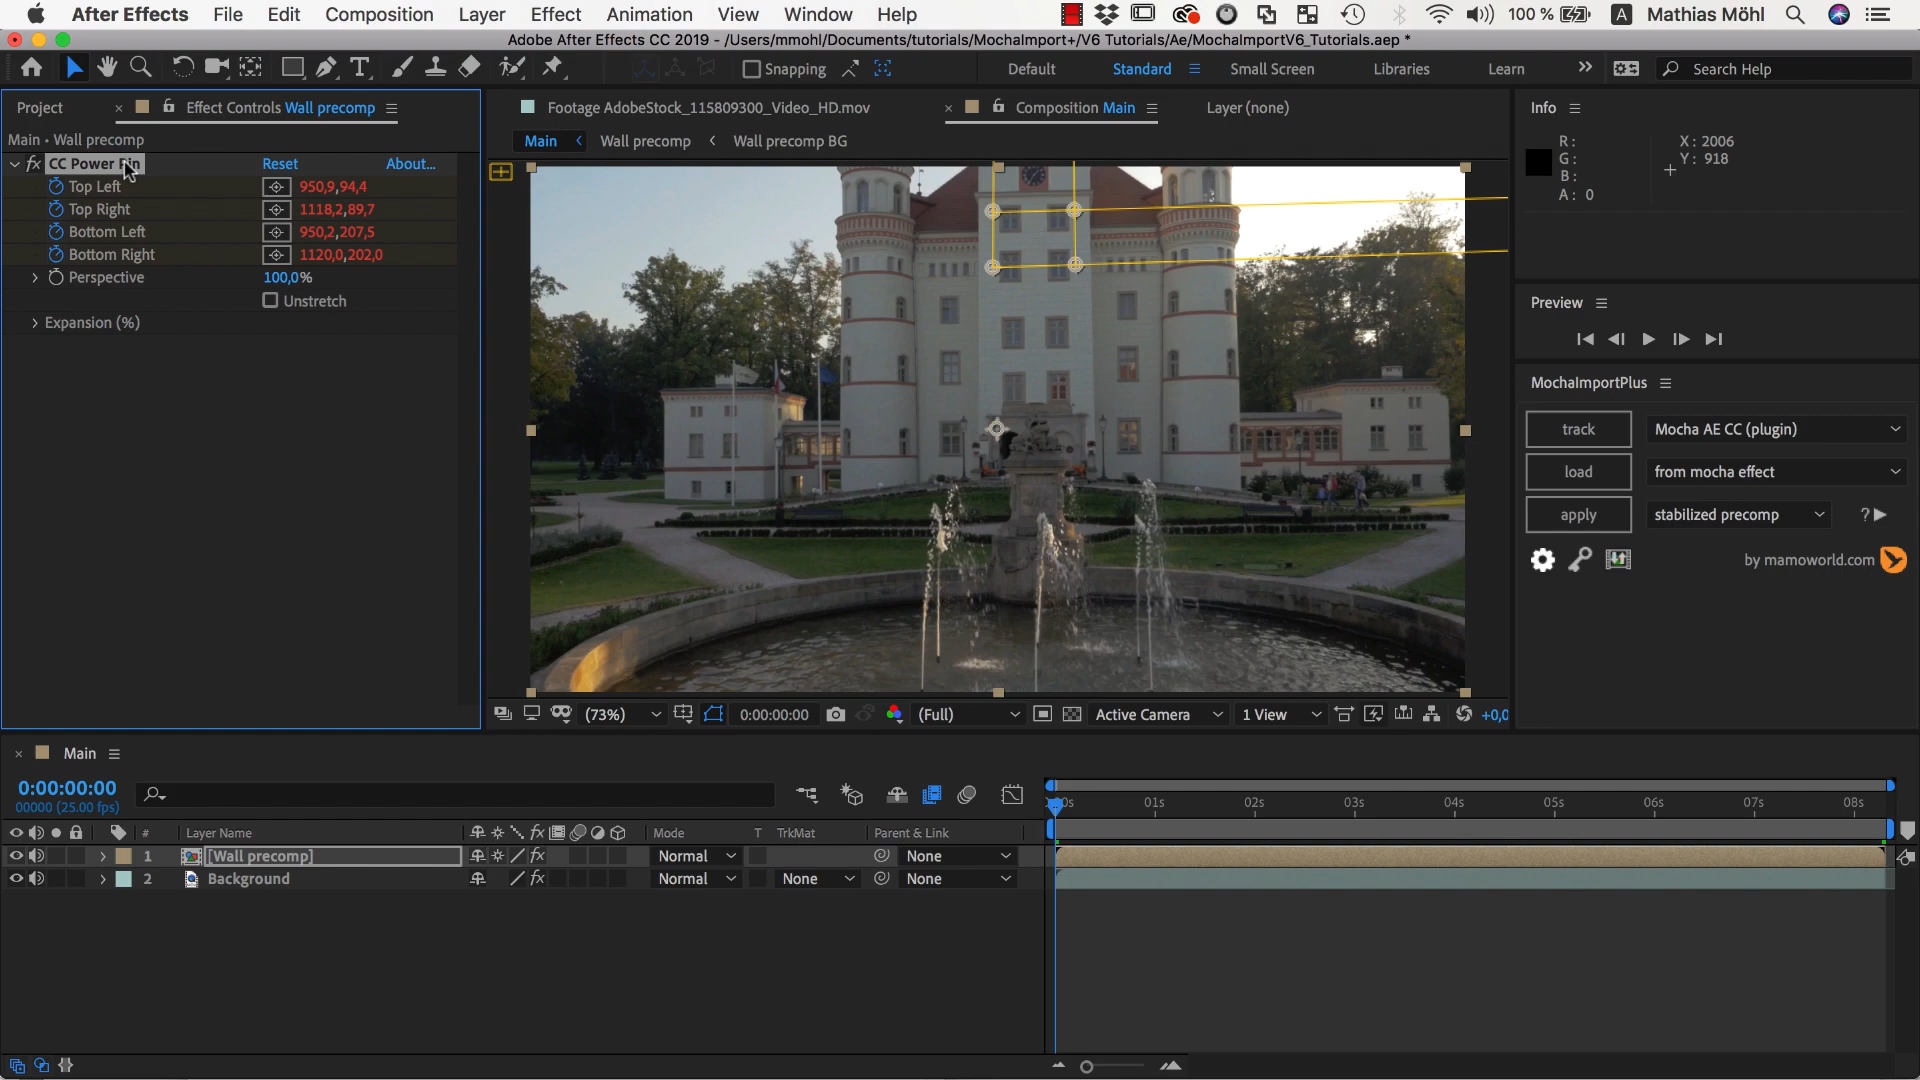 After Effects File Edit Composition Layer Effect Animation View Window Help 100 % A Mathias Möhl
Adobe After Effects CC 2019 - /Users/mmohl/Documents/tutorials/MochaImport+/V6 Tutorials/Ae/MochaImportV6_Tutorials.aep *
Snapping Default Standard Small Screen Libraries Learn Search Help
Project Effect Controls Wall precomp Footage AdobeStock_115809300_Video_HD.mov Composition Main Layer (none) Info
Main • Wall precomp
Main Wall precomp Wall precomp BG
R: X: 2006
G: Y: 918
B:
A: 0
fx CC Power Pin Reset About...
Top Left 950,9,94,4
Top Right 1118,2,89,7
Bottom Left 950,2,207,5
Bottom Right 1120,0,202,0
Perspective 100,0%
Unstretch
Expansion (%)
Preview
MochaImportPlus
track Mocha AE CC (plugin)
load from mocha effect
apply stabilized precomp ?
by mamoworld.com
(73%) 0:00:00:00 (Full) Active Camera 1 View +0,0
Main
0:00:00:00
00000 (25.00 fps)
00s 01s 02s 03s 04s 05s 06s 07s 08s
# Layer Name fx Mode T TrkMat Parent & Link
1 [Wall precomp] fx Normal None
2 Background fx Normal None None